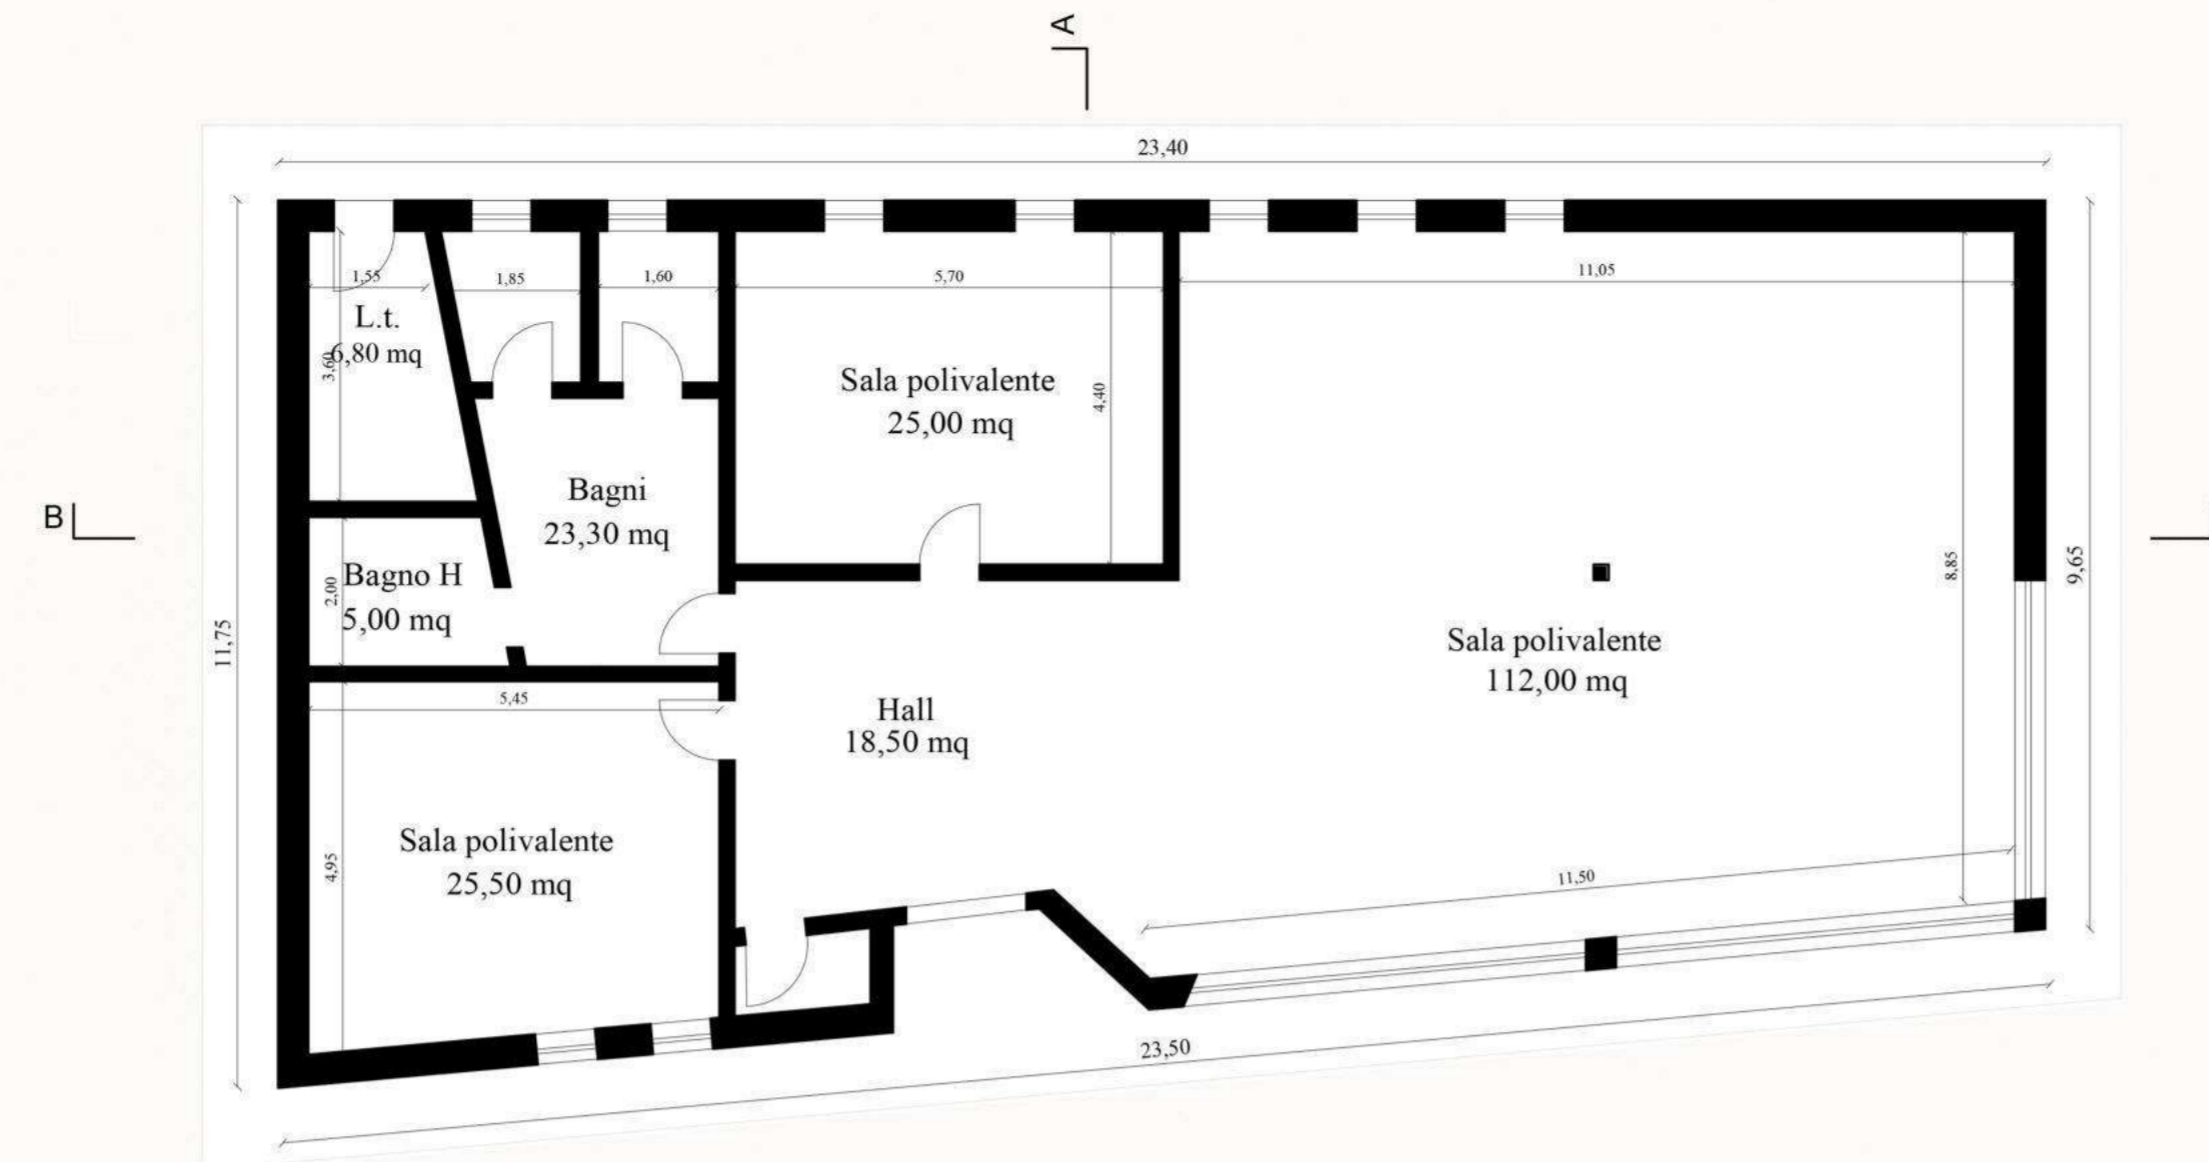 A
23,40
1,55
1,85
1,60
5,70
11,05
L.t.
6,80 mq
3,60
Sala polivalente
25,00 mq
4,40
Bagni
23,30 mq
B
Bagno H
5,00 mq
2,00
8,85
9,65
11,75
Sala polivalente
112,00 mq
5,45
Hall
18,50 mq
Sala polivalente
25,50 mq
4,95
11,50
23,50